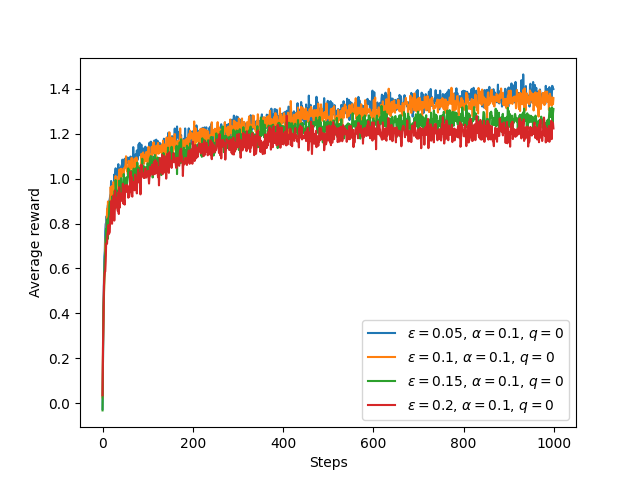 1.4
1.2
1.0
0.8
0.6
0.4
0.2
0.0
Average reward
0
200
400
600
800
1000
Steps
ε = 0.05, α = 0.1, q = 0
ε = 0.1, α = 0.1, q = 0
ε = 0.15, α = 0.1, q = 0
ε = 0.2, α = 0.1, q = 0